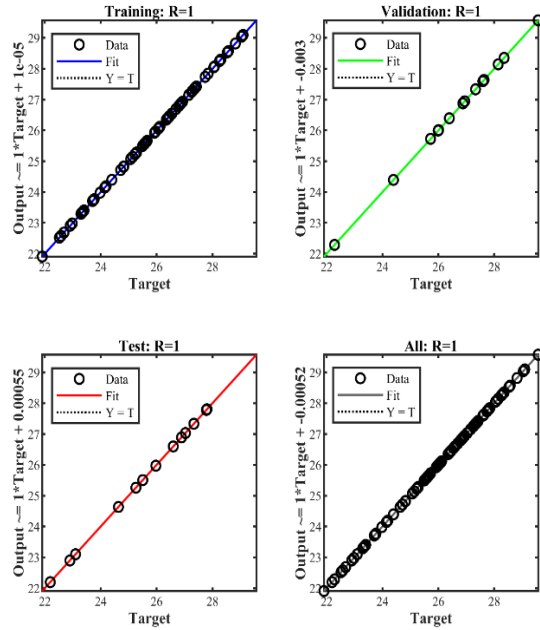 Training: R=1
Output ~= 1*Target + 1e-05
29
28
27
26
25
24
23
22
Data
Fit
Y = T
22 24 26 28
Target
Validation: R=1
Output ~= 1*Target + -0.003
29
28
27
26
25
24
23
22
Data
Fit
Y = T
22 24 26 28
Target
Test: R=1
Output ~= 1*Target + 0.00055
29
28
27
26
25
24
23
22
Data
Fit
Y = T
22 24 26 28
Target
All: R=1
Output ~= 1*Target + -0.00052
29
28
27
26
25
24
23
22
Data
Fit
Y = T
22 24 26 28
Target